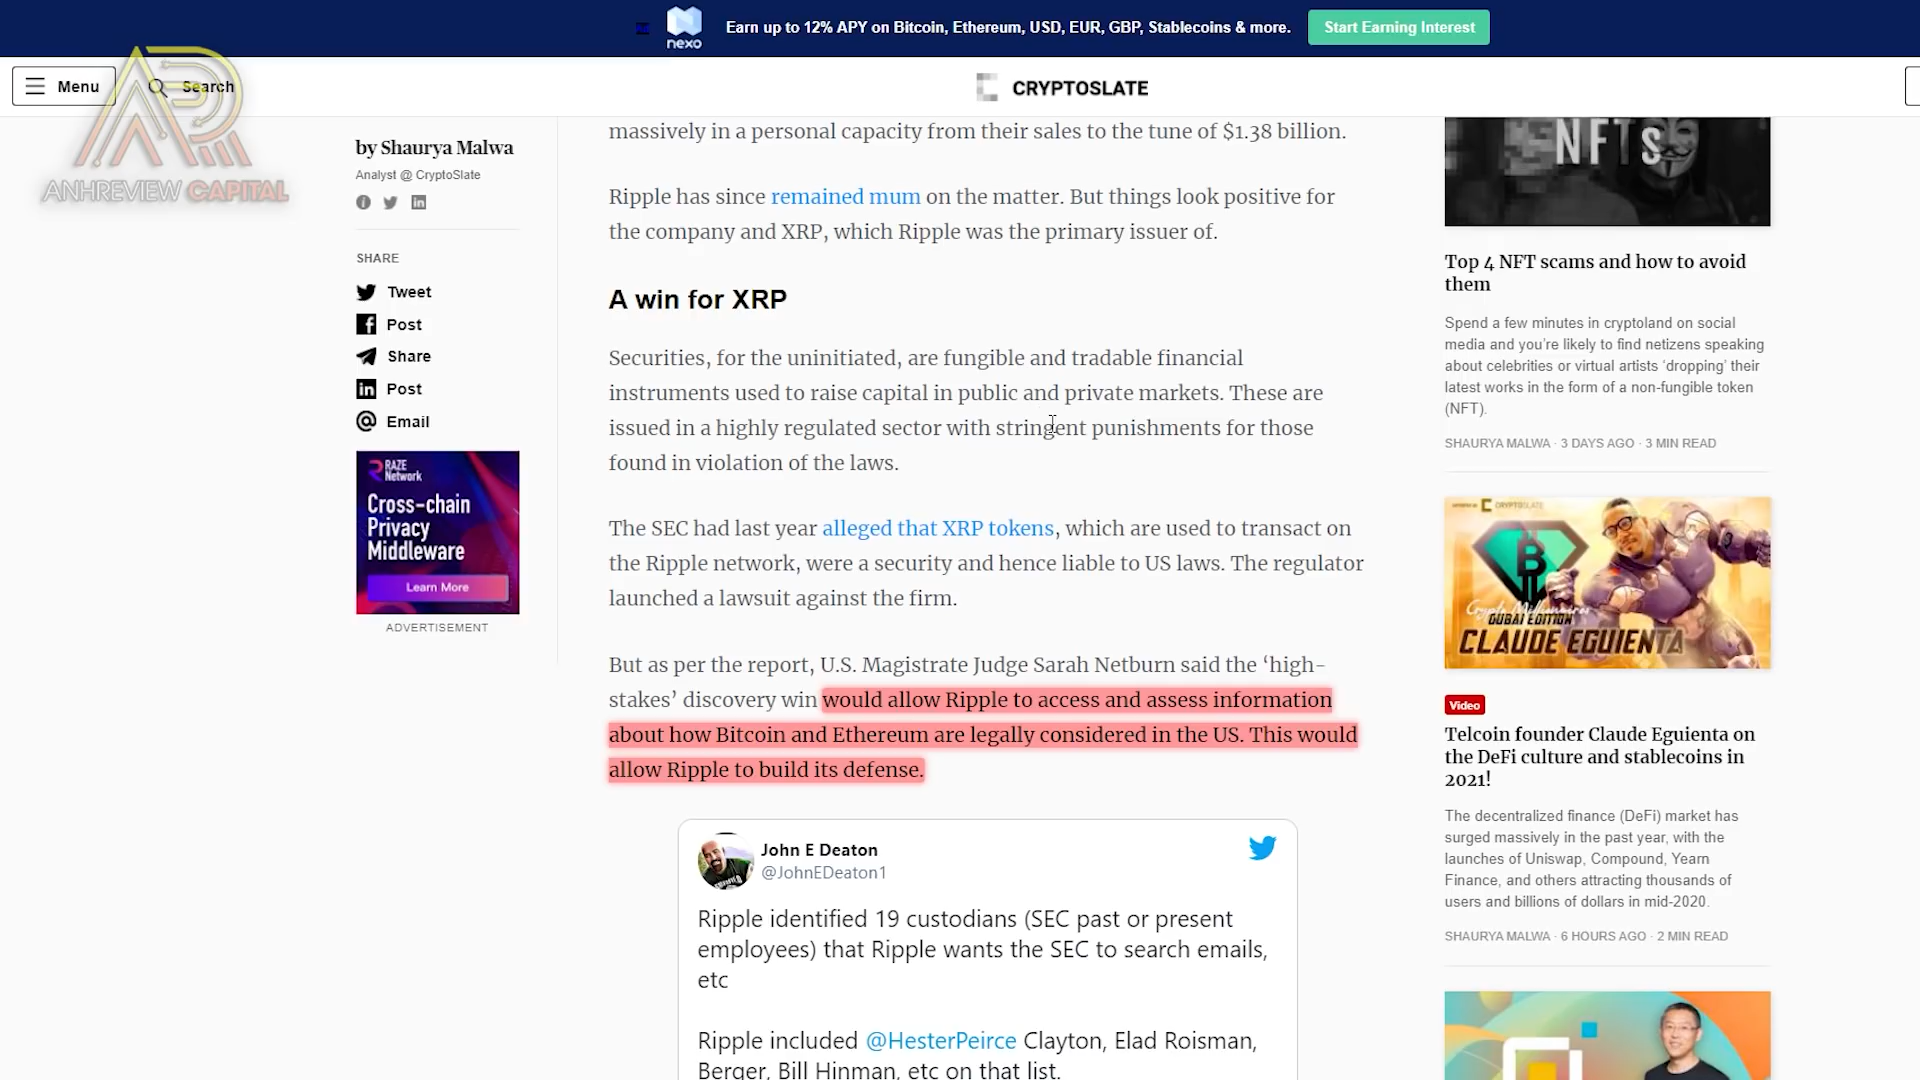 nexo
Earn up to 12% APY on Bitcoin, Ethereum, USD, EUR, GBP, Stablecoins & more.
Start Earning Interest
Menu
Search
CRYPTOSLATE
ANHREVIEW CAPITAL
by Shaurya Malwa
Analyst @ CryptoSlate
SHARE
Tweet
Post
Share
Post
Email
RAZE
Network
Cross-chain
Privacy
Middleware
Learn More
ADVERTISEMENT
massively in a personal capacity from their sales to the tune of $1.38 billion.
Ripple has since remained mum on the matter. But things look positive for
the company and XRP, which Ripple was the primary issuer of.
A win for XRP
Securities, for the uninitiated, are fungible and tradable financial
instruments used to raise capital in public and private markets. These are
issued in a highly regulated sector with stringent punishments for those
found in violation of the laws.
The SEC had last year alleged that XRP tokens, which are used to transact on
the Ripple network, were a security and hence liable to US laws. The regulator
launched a lawsuit against the firm.
But as per the report, U.S. Magistrate Judge Sarah Netburn said the ‘high-
stakes’ discovery win would allow Ripple to access and assess information
about how Bitcoin and Ethereum are legally considered in the US. This would
allow Ripple to build its defense.
John E Deaton
@JohnEDeaton1
Ripple identified 19 custodians (SEC past or present
employees) that Ripple wants the SEC to search emails,
etc
Ripple included @HesterPeirce Clayton, Elad Roisman,
Berger, Bill Hinman, etc on that list.
NFTs
Top 4 NFT scams and how to avoid
them
Spend a few minutes in cryptoland on social
media and you’re likely to find netizens speaking
about celebrities or virtual artists ‘dropping’ their
latest works in the form of a non-fungible token
(NFT).
SHAURYA MALWA · 3 DAYS AGO · 3 MIN READ
CRYPTOSLATE
Crypto Millionaires
DUBAI EDITION
CLAUDE EGUIENTA
Video
Telcoin founder Claude Eguienta on
the DeFi culture and stablecoins in
2021!
The decentralized finance (DeFi) market has
surged massively in the past year, with the
launches of Uniswap, Compound, Yearn
Finance, and others attracting thousands of
users and billions of dollars in mid-2020.
SHAURYA MALWA · 6 HOURS AGO · 2 MIN READ